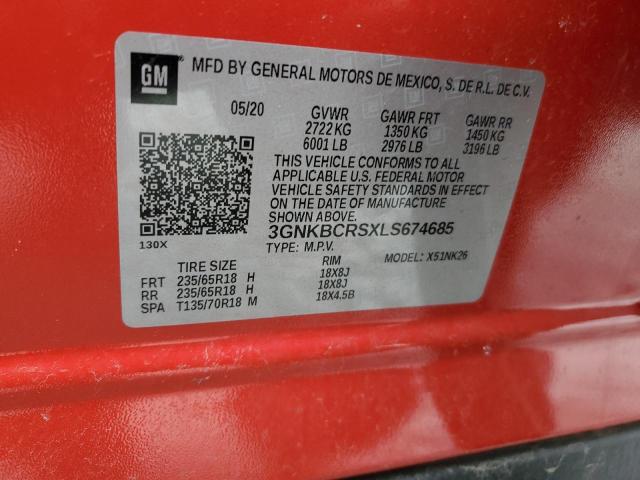 GM
MFD BY GENERAL MOTORS DE MEXICO, S. DE R.L. DE C.V.
05/20 GVWR GAWR FRT GAWR RR
2722 KG 1350 KG 1450 KG
6001 LB 2976 LB 3196 LB
THIS VEHICLE CONFORMS TO ALL
APPLICABLE U.S. FEDERAL MOTOR
VEHICLE SAFETY STANDARDS IN EFFECT
ON THE DATE OF MANUFACTURE
SHOWN ABOVE.
3GNKBCRSXLS674685
130X TYPE: M.P.V. MODEL: X51NK26
TIRE SIZE RIM
FRT 235/65R18 H 18X8J
RR 235/65R18 H 18X8J
SPA T135/70R18 M 18X4.5B